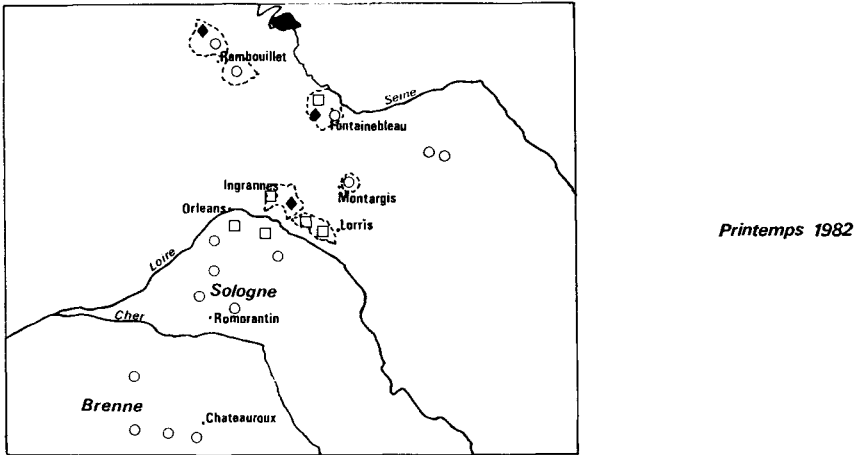 Rambouillet
Seine
Fontainebleau
Ingrannes
Montargis
Orleans
Lorris
Printemps 1982
Loire
Sologne
Romorantin
Cher
Brenne
Chateauroux